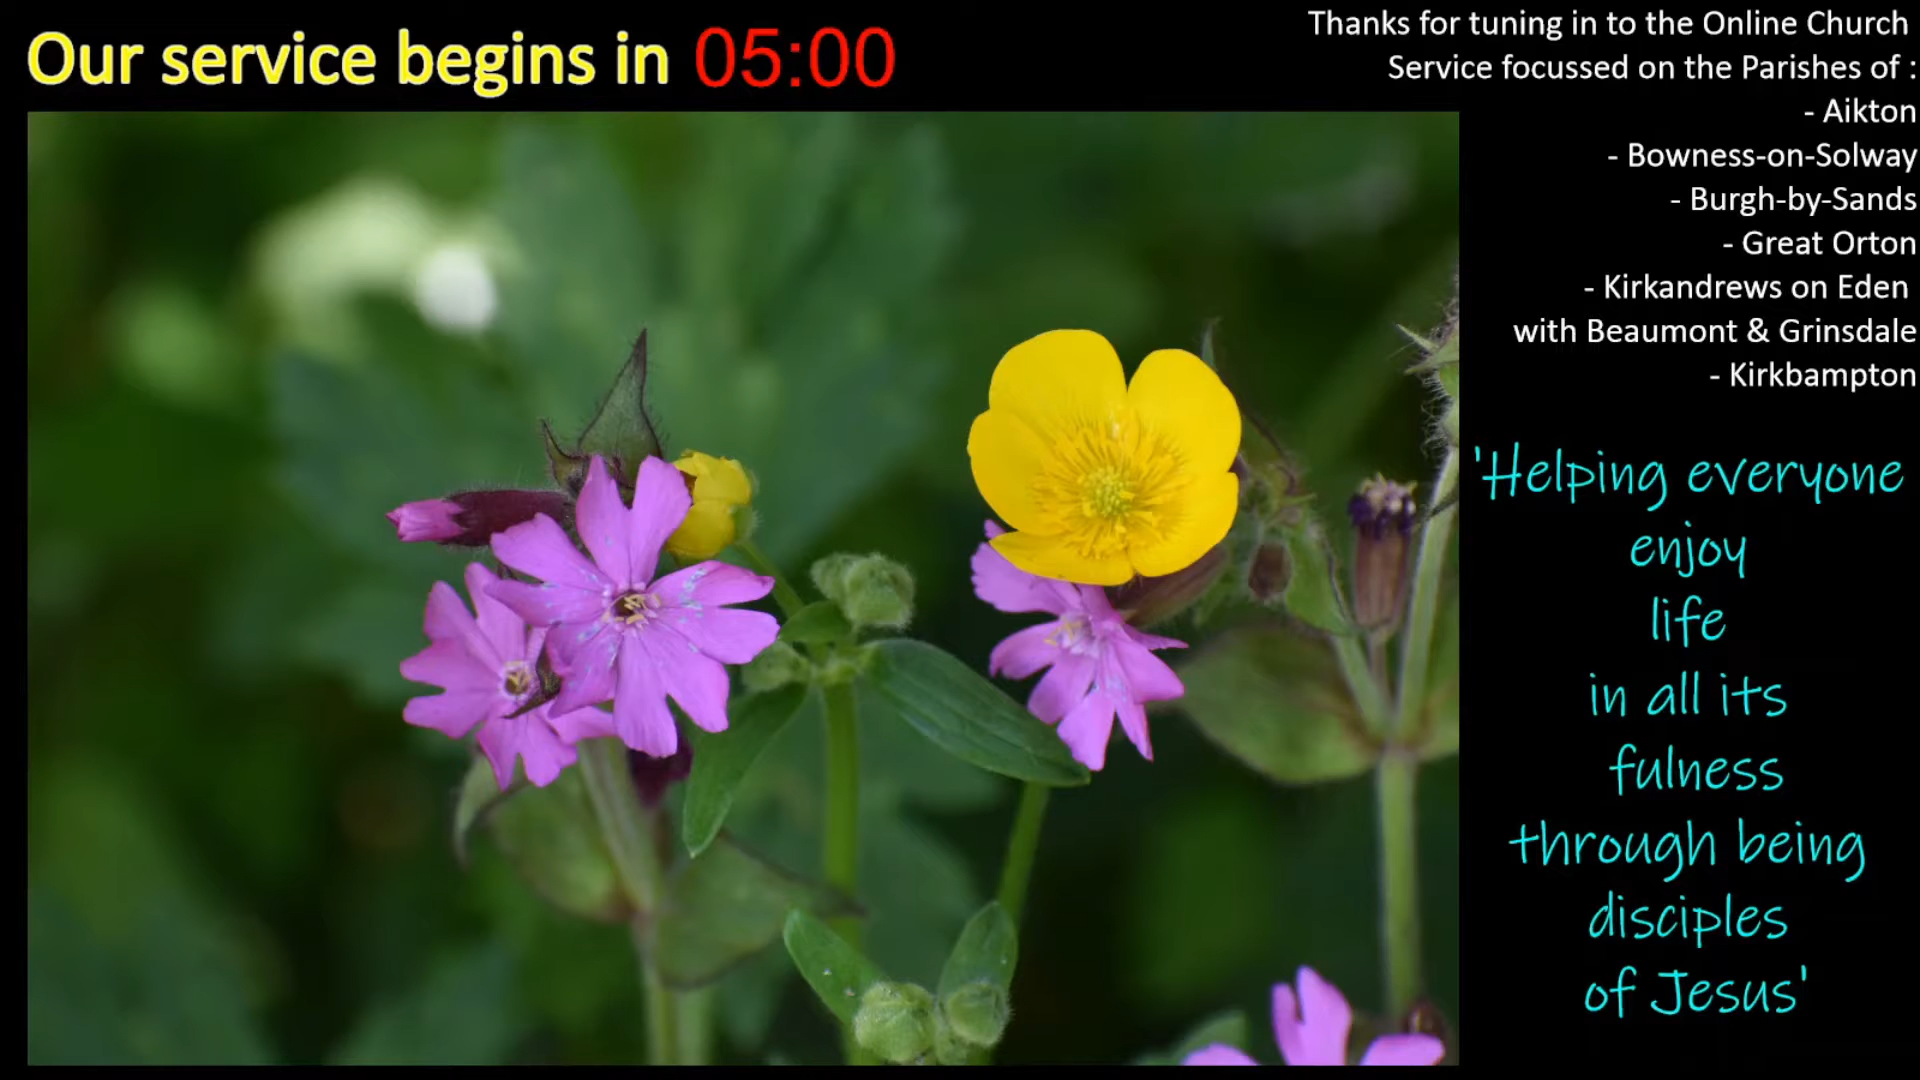 Our service begins in 05:00
Thanks for tuning in to the Online Church
Service focussed on the Parishes of :
- Aikton
- Bowness-on-Solway
- Burgh-by-Sands
- Great Orton
- Kirkandrews on Eden
with Beaumont & Grinsdale
- Kirkbampton
'Helping everyone
enjoy
life
in all its
fulness
through being
disciples
of Jesus'